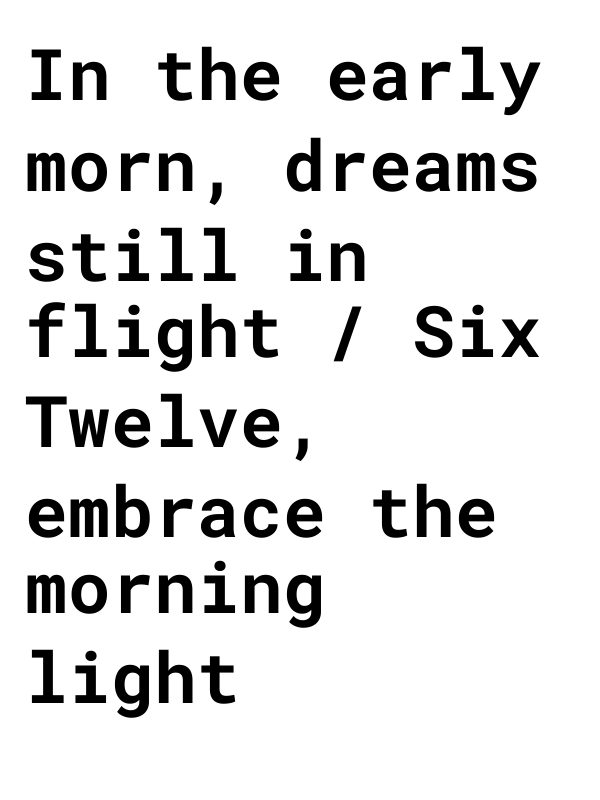 In the early
morn, dreams
still in
flight / Six
Twelve,
embrace the
morning
light